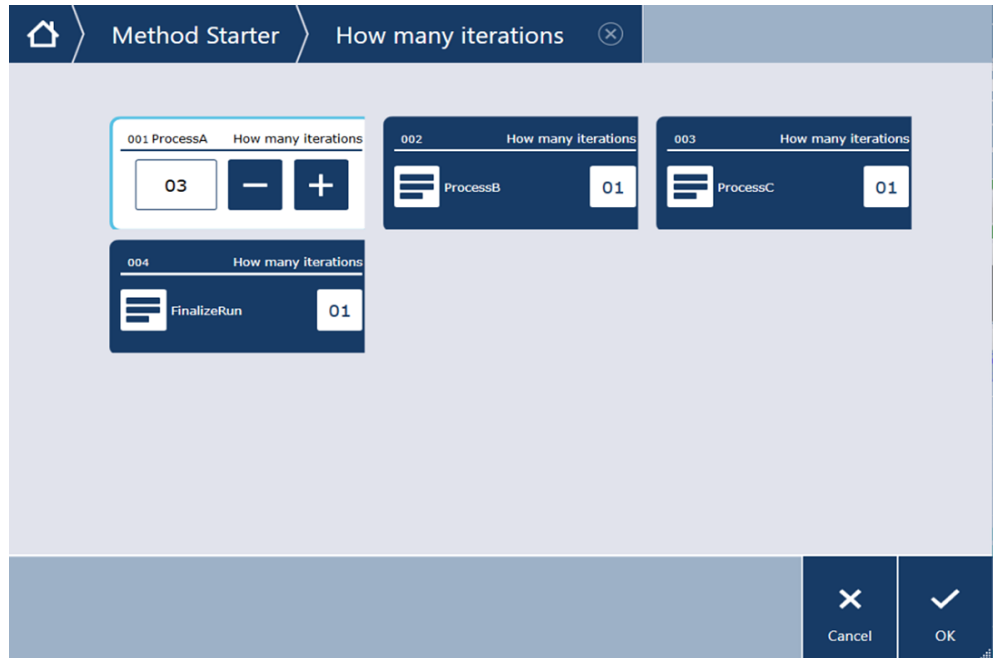 Method Starter
How many iterations
001 ProcessA How many iterations
03
002 How many iterations
ProcessB 01
003 How many iterations
ProcessC 01
004 How many iterations
FinalizeRun 01
Cancel
OK